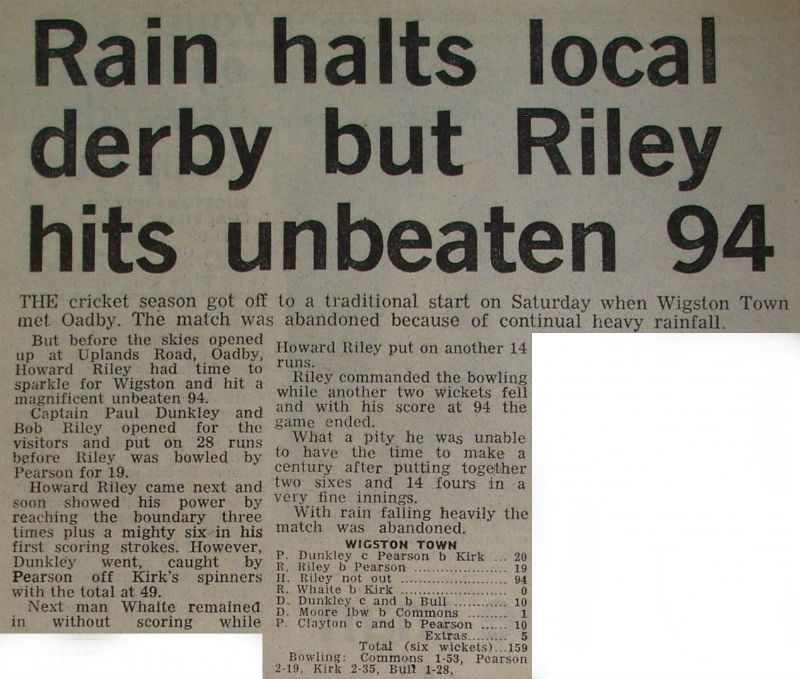 Rain halts local
derby but Riley
hits unbeaten 94
THE cricket season got off to a traditional start on Saturday when Wigston Town
met Oadby. The match was abandoned because of continual heavy rainfall.
But before the skies opened
up at Uplands Road, Oadby,
Howard Riley had time to
sparkle for Wigston and hit a
magnificent unbeaten 94.
Captain Paul Dunkley and
Bob Riley opened for the
visitors and put on 28 runs
before Riley was bowled by
Pearson for 19.
Howard Riley came next and
soon showed his power by
reaching the boundary three
times plus a mighty six in his
first scoring strokes. However,
Dunkley went, caught by
Pearson off Kirk's spinners
with the total at 49.
Next man Whaite remained
in without scoring while
Howard Riley put on another 14
runs.
Riley commanded the bowling
while another two wickets fell
and with his score at 94 the
game ended.
What a pity he was unable
to have the time to make a
century after putting together
two sixes and 14 fours in a
very fine innings.
With rain falling heavily the
match was abandoned.
WIGSTON TOWN
P. Dunkley c Pearson b Kirk ... 20
R. Riley b Pearson .................. 19
H. Riley not out ..................... 94
R. Whaite b Kirk ..................... 0
D. Dunkley c and b Bull ........... 10
D. Moore lbw b Commons ......... 1
P. Clayton c and b Pearson ...... 10
Extras......... 5
Total (six wickets)...159
Bowling: Commons 1-53, Pearson
2-19, Kirk 2-35, Bull 1-28,